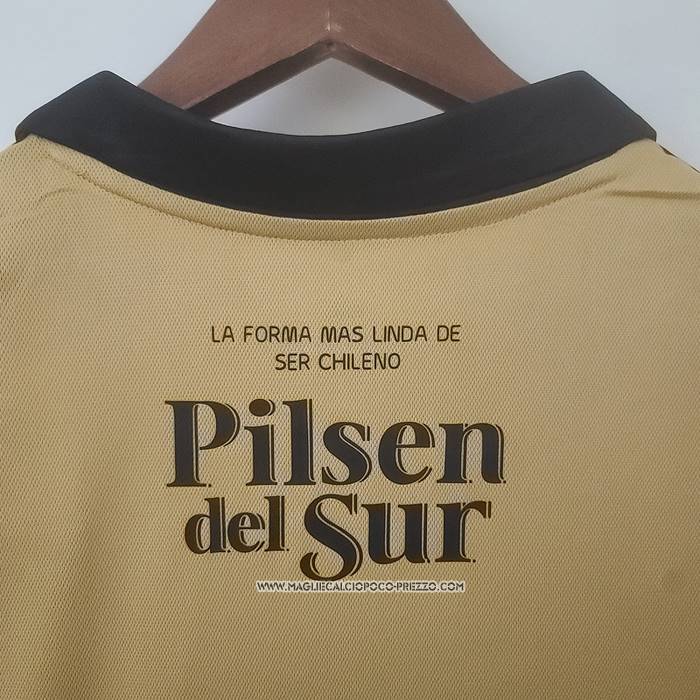 LA FORMA MAS LINDA DE
SER CHILENO
Pilsen
del Sur
WWW.MAGLIECALCIOPOCO-PREZZO.COM